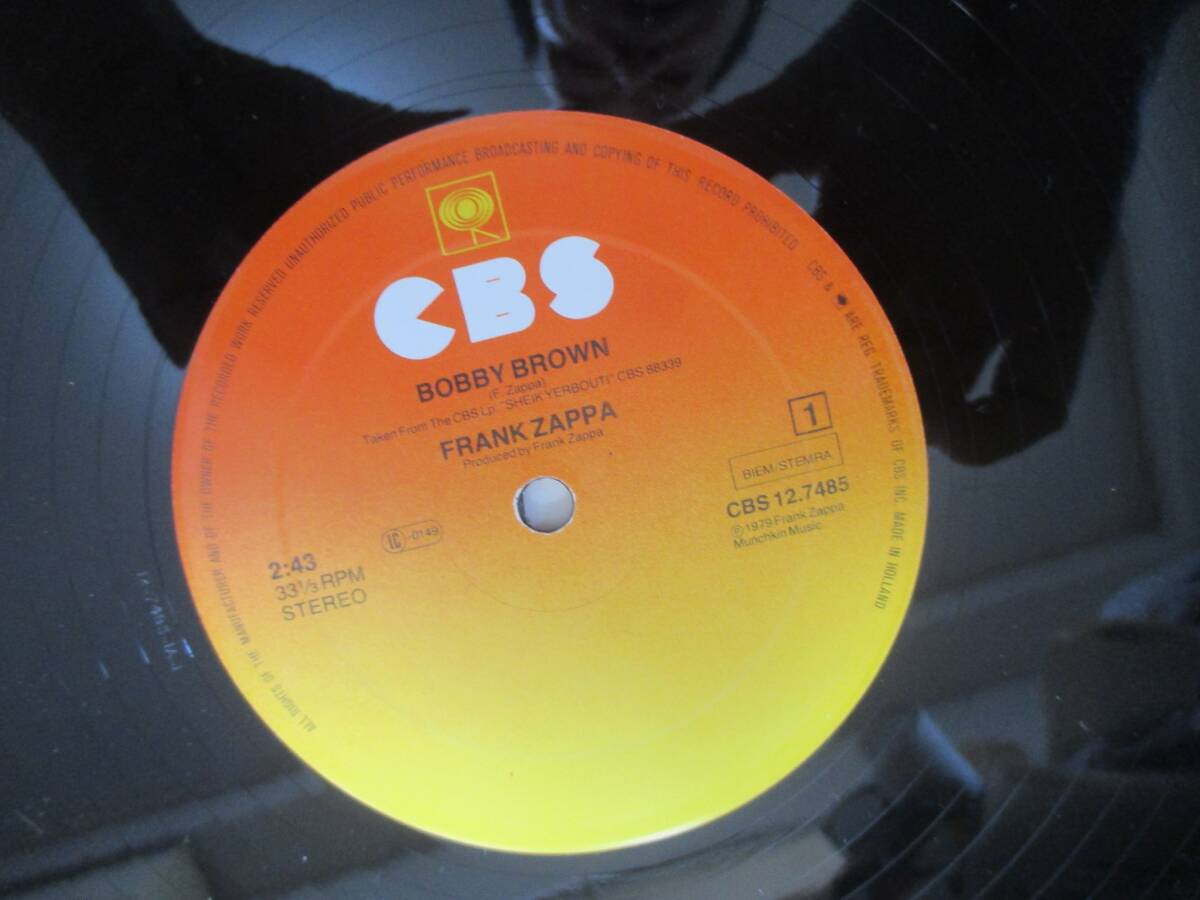 ALL RIGHTS OF THE MANUFACTURER AND OF THE OWNER OF THE RECORDED WORK RESERVED UNAUTHORIZED PUBLIC PERFORMANCE BROADCASTING AND COPYING OF THIS RECORD PROHIBITED CBS & ARE REG. TRADEMARKS OF CBS INC. MADE IN HOLLAND
CBS
BOBBY BROWN
(F. Zappa)
Taken From The CBS Lp. "SHEIK YERBOUTI" CBS 88339
FRANK ZAPPA
Produced by Frank Zappa
1
BIEM/STEMRA
CBS 12.7485
℗ 1979 Frank Zappa
Munchkin Music
LC -0149
2:43
33 1/3 RPM
STEREO